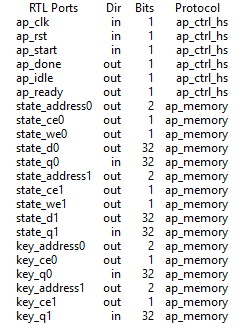 RTL Ports Dir Bits Protocol
ap_clk in 1 ap_ctrl_hs
ap_rst in 1 ap_ctrl_hs
ap_start in 1 ap_ctrl_hs
ap_done out 1 ap_ctrl_hs
ap_idle out 1 ap_ctrl_hs
ap_ready out 1 ap_ctrl_hs
state_address0 out 2 ap_memory
state_ce0 out 1 ap_memory
state_we0 out 1 ap_memory
state_d0 out 32 ap_memory
state_q0 in 32 ap_memory
state_address1 out 2 ap_memory
state_ce1 out 1 ap_memory
state_we1 out 1 ap_memory
state_d1 out 32 ap_memory
state_q1 in 32 ap_memory
key_address0 out 2 ap_memory
key_ce0 out 1 ap_memory
key_q0 in 32 ap_memory
key_address1 out 2 ap_memory
key_ce1 out 1 ap_memory
key_q1 in 32 ap_memory